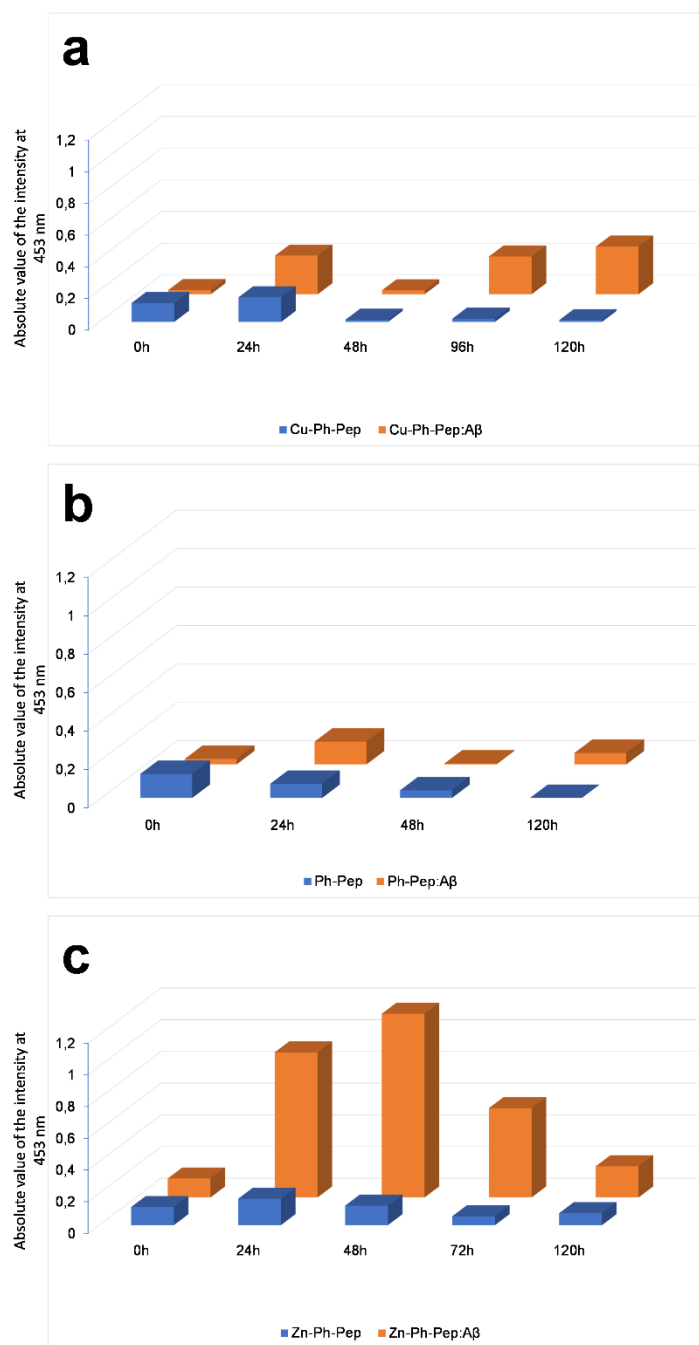 a
Absolute value of the intensity at
453 nm
1,2
1
0,8
0,6
0,4
0,2
0
0h 24h 48h 96h 120h
Cu-Ph-Pep Cu-Ph-Pep:Aβ
b
Absolute value of the intensity at
453 nm
1,2
1
0,8
0,6
0,4
0,2
0
0h 24h 48h 120h
Ph-Pep Ph-Pep:Aβ
c
Absolute value of the intensity at
453 nm
1,2
1
0,8
0,6
0,4
0,2
0
0h 24h 48h 72h 120h
Zn-Ph-Pep Zn-Ph-Pep:Aβ